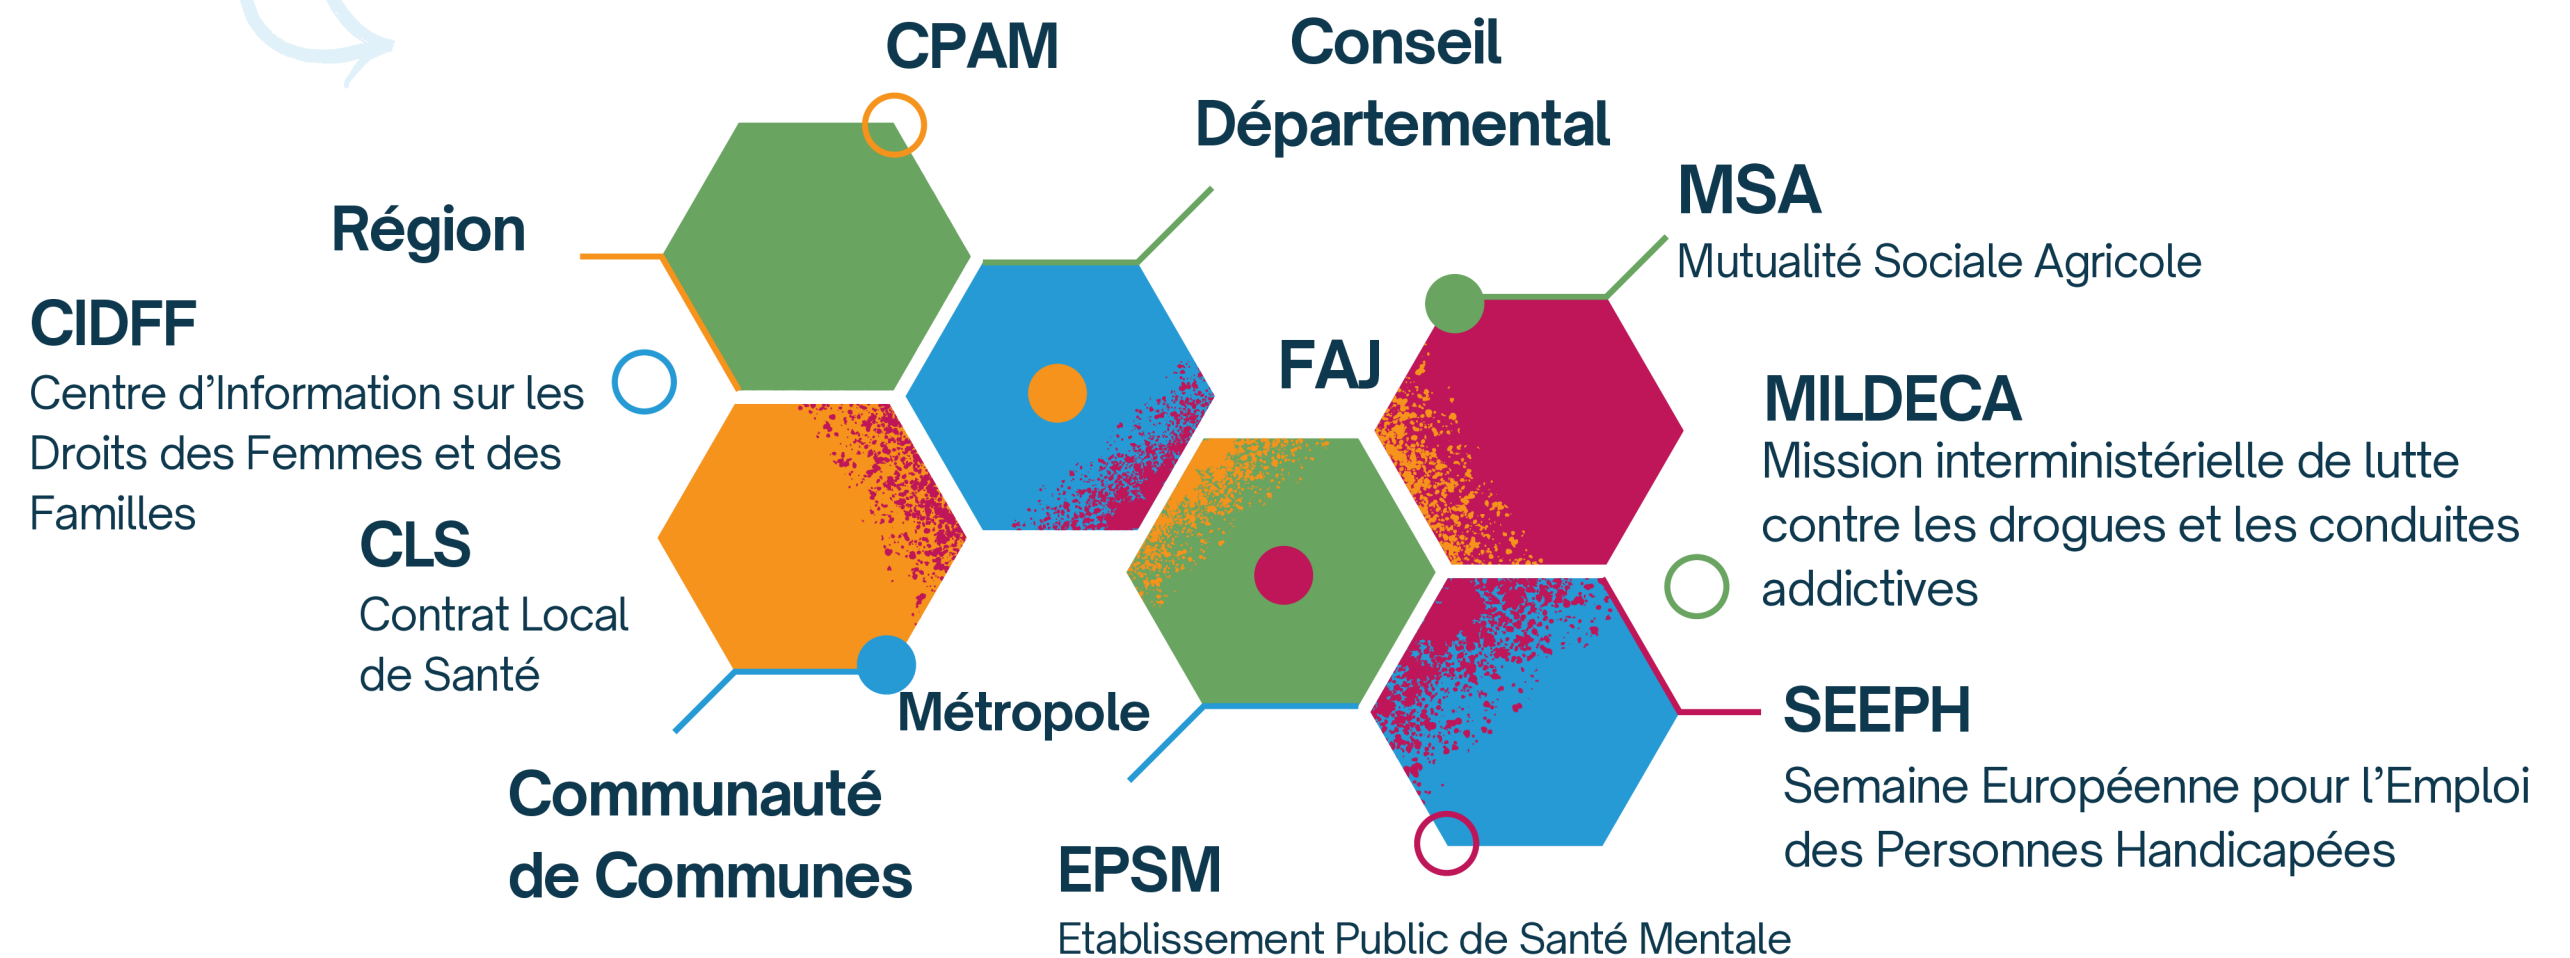 CPAM
Conseil
Départemental
Région
MSA
Mutualité Sociale Agricole
CIDFF
Centre d’Information sur les
Droits des Femmes et des
Familles
FAJ
MILDECA
Mission interministérielle de lutte
contre les drogues et les conduites
addictives
CLS
Contrat Local
de Santé
Métropole
SEEPH
Semaine Européenne pour l’Emploi
des Personnes Handicapées
Communauté
de Communes
EPSM
Etablissement Public de Santé Mentale